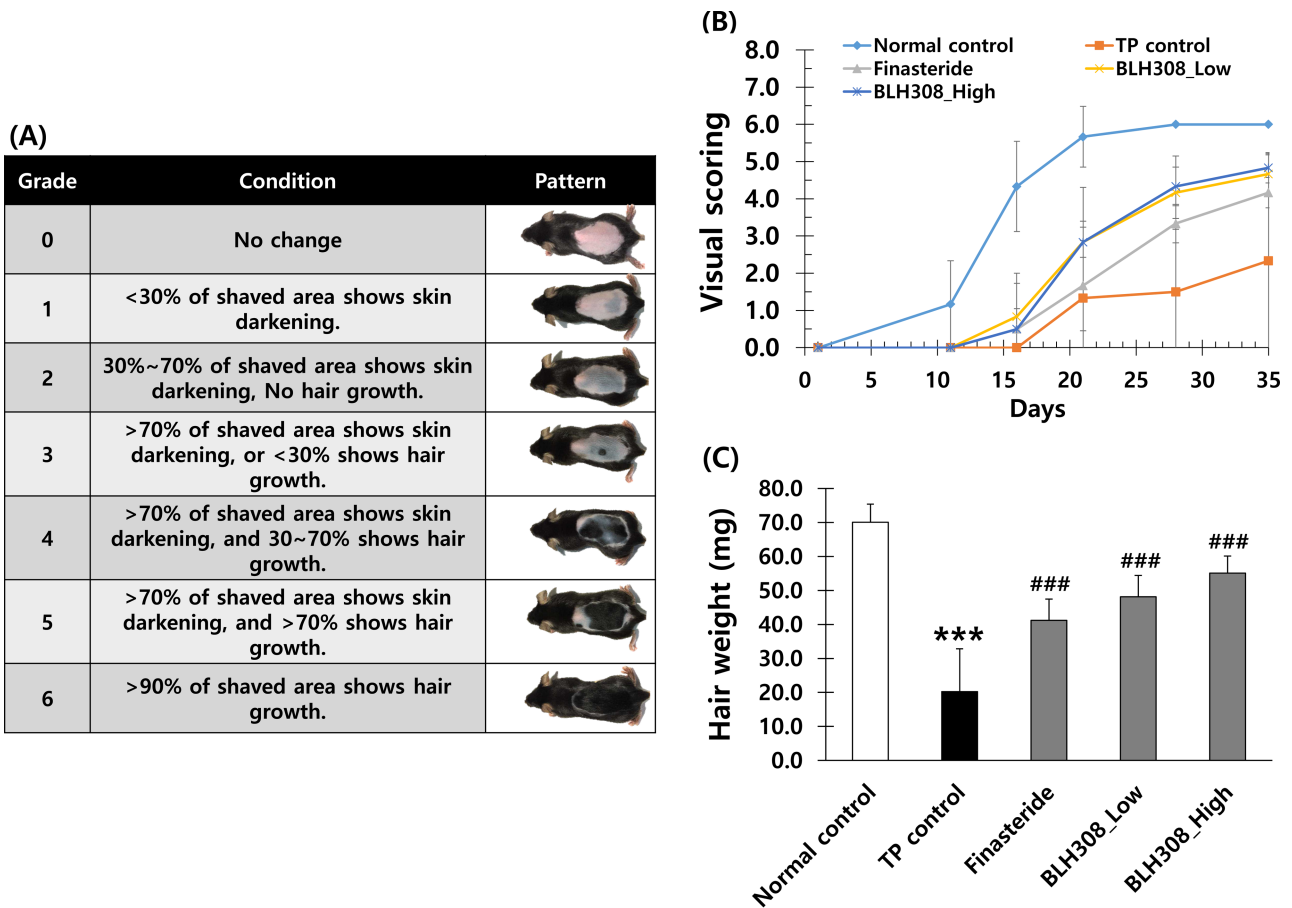 (A)
Grade Condition Pattern
0 No change
1 <30% of shaved area shows skin
darkening.
2 30%~70% of shaved area shows skin
darkening, No hair growth.
3 >70% of shaved area shows skin
darkening, or <30% shows hair
growth.
4 >70% of shaved area shows skin
darkening, and 30~70% shows hair
growth.
5 >70% of shaved area shows skin
darkening, and >70% shows hair
growth.
6 >90% of shaved area shows hair
growth.
(B)
Normal control TP control
Finasteride BLH308_Low
BLH308_High
Visual scoring
8.0
7.0
6.0
5.0
4.0
3.0
2.0
1.0
0.0
0 5 10 15 20 25 30 35
Days
(C)
Hair weight (mg)
80.0
70.0
60.0
50.0
40.0
30.0
20.0
10.0
0.0
***
###
###
###
Normal control
TP control
Finasteride
BLH308_Low
BLH308_High